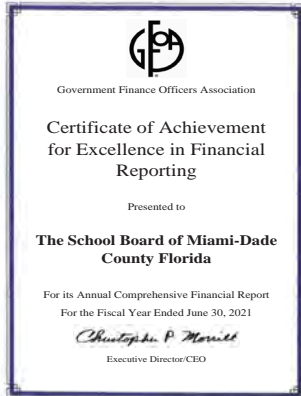 GFOA
Government Finance Officers Association
Certificate of Achievement
for Excellence in Financial
Reporting
Presented to
The School Board of Miami-Dade
County Florida
For its Annual Comprehensive Financial Report
For the Fiscal Year Ended June 30, 2021
Christopher P Morrill
Executive Director/CEO